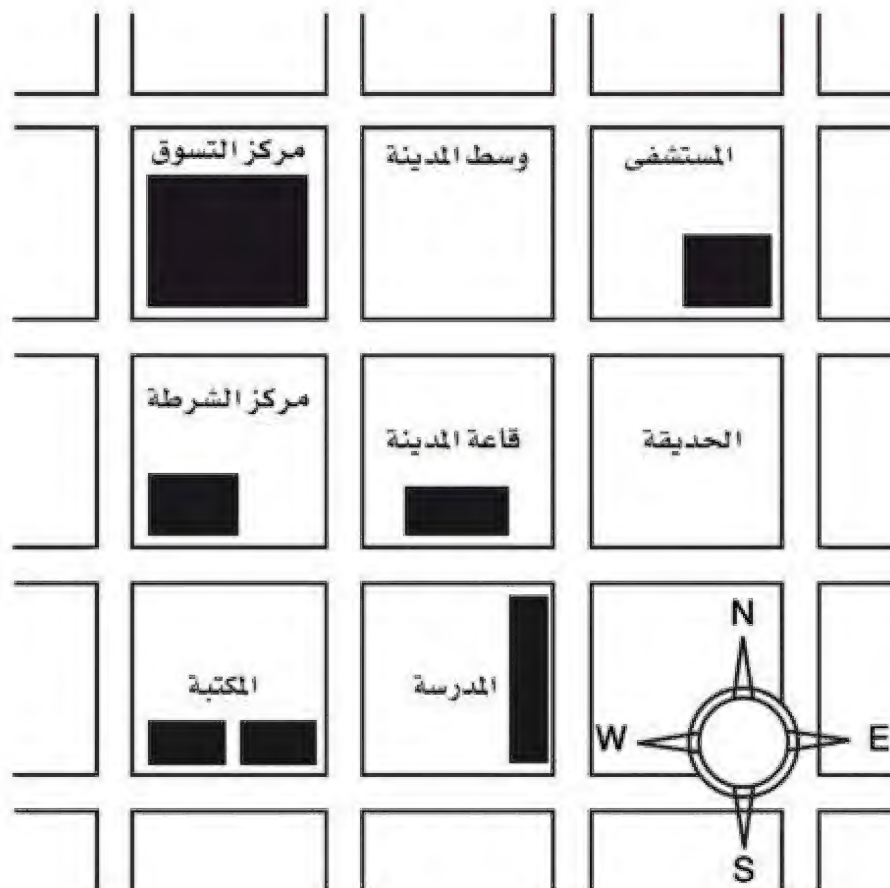 مركز التسوق
وسط المدينة
المستشفى
مركز الشرطة
قاعة المدينة
الحديقة
المكتبة
المدرسة
N
W
E
S